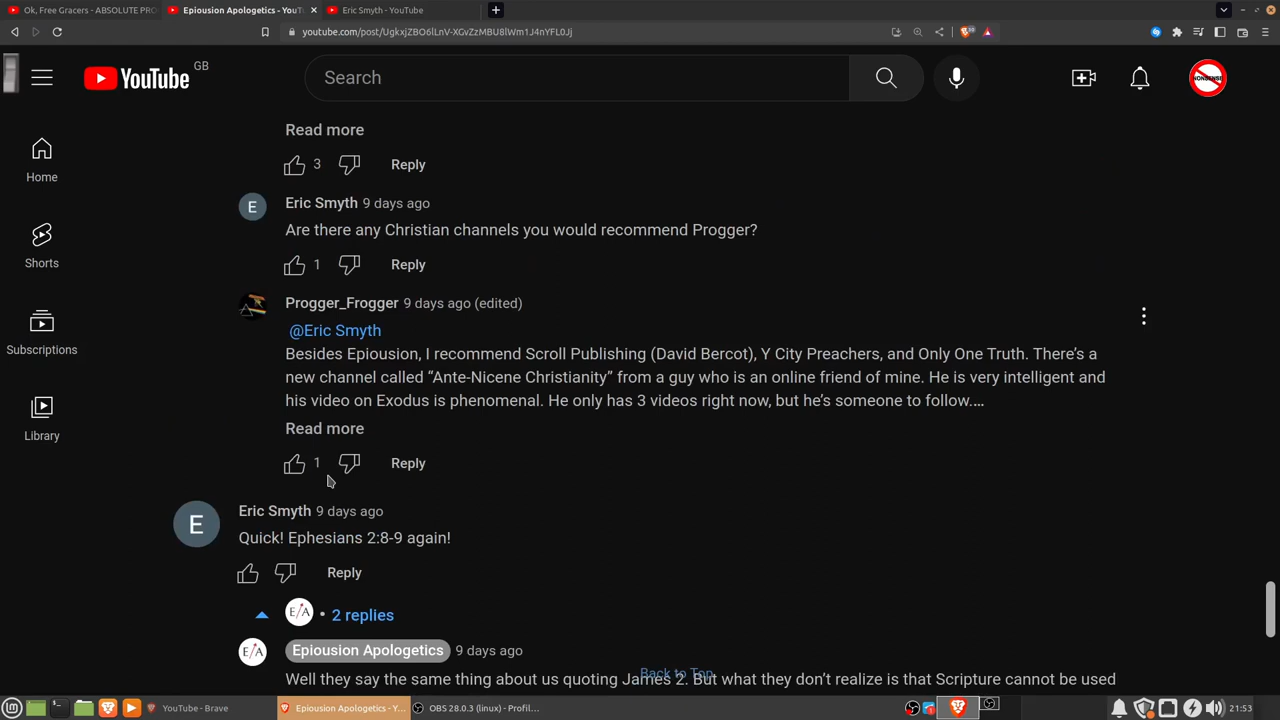 Ok, Free Gracers - ABSOLUTE PRO
Epiousion Apologetics - YouT
Eric Smyth - YouTube
youtube.com/post/UgkxjZBO6lLnV-XGvZzMBU8lWm1J4nYFL0Jj
YouTube GB
Search
NONSENSE
Home
Shorts
Subscriptions
Library
Read more
3 Reply
E Eric Smyth 9 days ago
Are there any Christian channels you would recommend Progger?
1 Reply
Progger_Frogger 9 days ago (edited)
@Eric Smyth
Besides Epiousion, I recommend Scroll Publishing (David Bercot), Y City Preachers, and Only One Truth. There's a
new channel called “Ante-Nicene Christianity” from a guy who is an online friend of mine. He is very intelligent and
his video on Exodus is phenomenal. He only has 3 videos right now, but he's someone to follow....
Read more
1 Reply
E Eric Smyth 9 days ago
Quick! Ephesians 2:8-9 again!
Reply
E/A • 2 replies
E/A Epiousion Apologetics 9 days ago
Back to Top
Well they say the same thing about us quoting James 2. But what they don't realize is that Scripture cannot be used
YouTube - Brave
Epiousion Apologetics - Y...
OBS 28.0.3 (linux) - Profil...
21:53